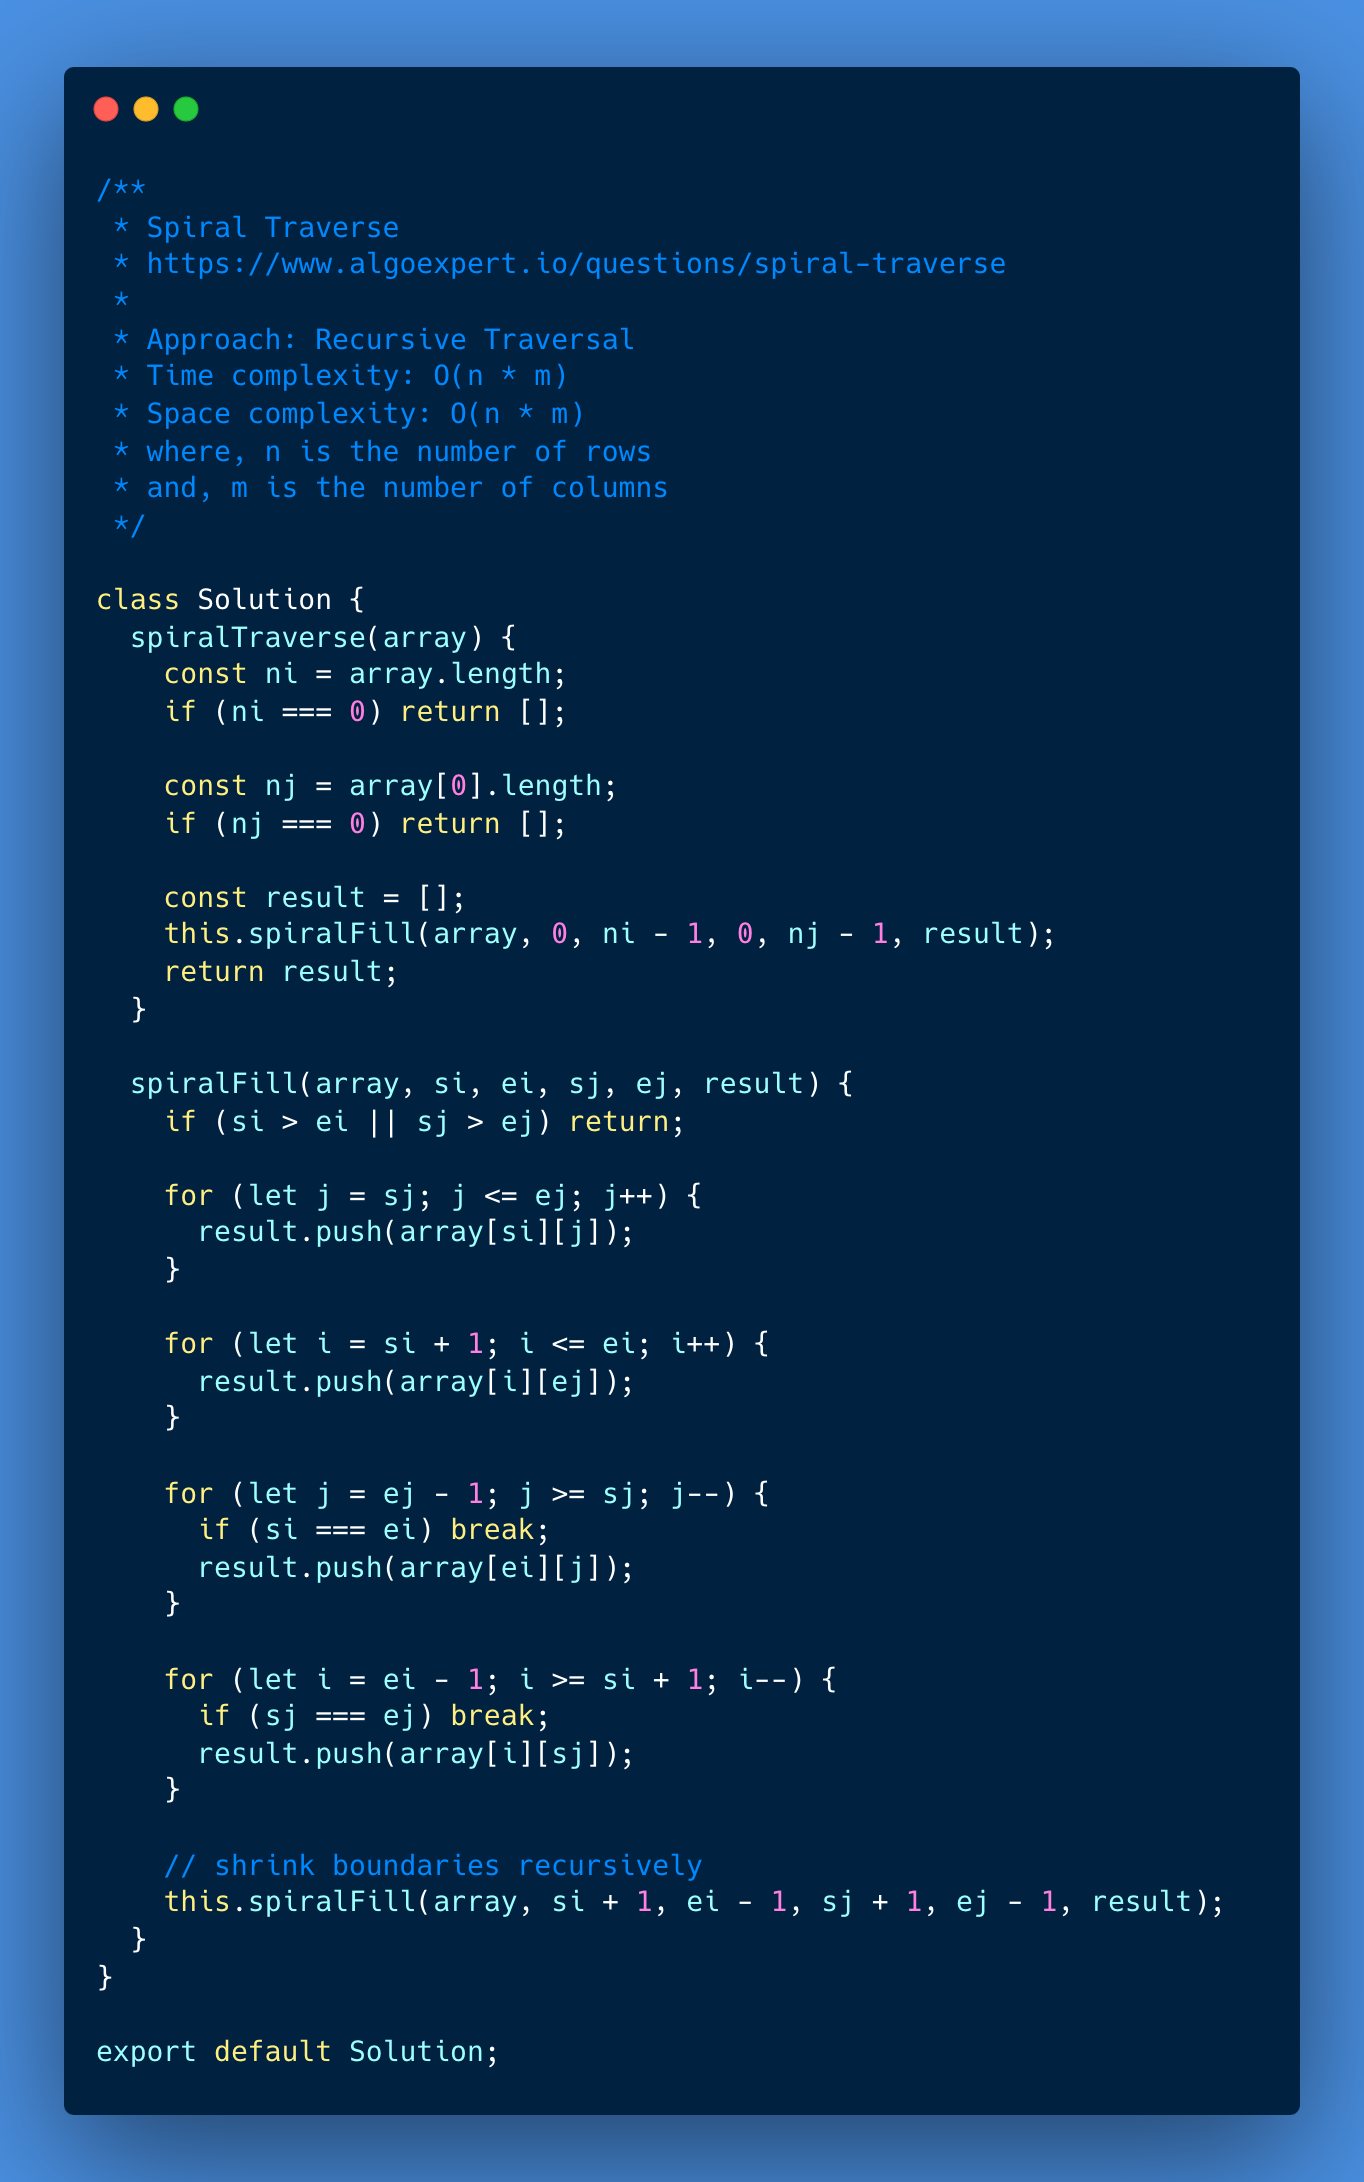 /**
 * Spiral Traverse
 * https://www.algoexpert.io/questions/spiral-traverse
 *
 * Approach: Recursive Traversal
 * Time complexity: O(n * m)
 * Space complexity: O(n * m)
 * where, n is the number of rows
 * and, m is the number of columns
 */

class Solution {
  spiralTraverse(array) {
    const ni = array.length;
    if (ni === 0) return [];

    const nj = array[0].length;
    if (nj === 0) return [];

    const result = [];
    this.spiralFill(array, 0, ni - 1, 0, nj - 1, result);
    return result;
  }

  spiralFill(array, si, ei, sj, ej, result) {
    if (si > ei || sj > ej) return;

    for (let j = sj; j <= ej; j++) {
      result.push(array[si][j]);
    }

    for (let i = si + 1; i <= ei; i++) {
      result.push(array[i][ej]);
    }

    for (let j = ej - 1; j >= sj; j--) {
      if (si === ei) break;
      result.push(array[ei][j]);
    }

    for (let i = ei - 1; i >= si + 1; i--) {
      if (sj === ej) break;
      result.push(array[i][sj]);
    }

    // shrink boundaries recursively
    this.spiralFill(array, si + 1, ei - 1, sj + 1, ej - 1, result);
  }
}

export default Solution;